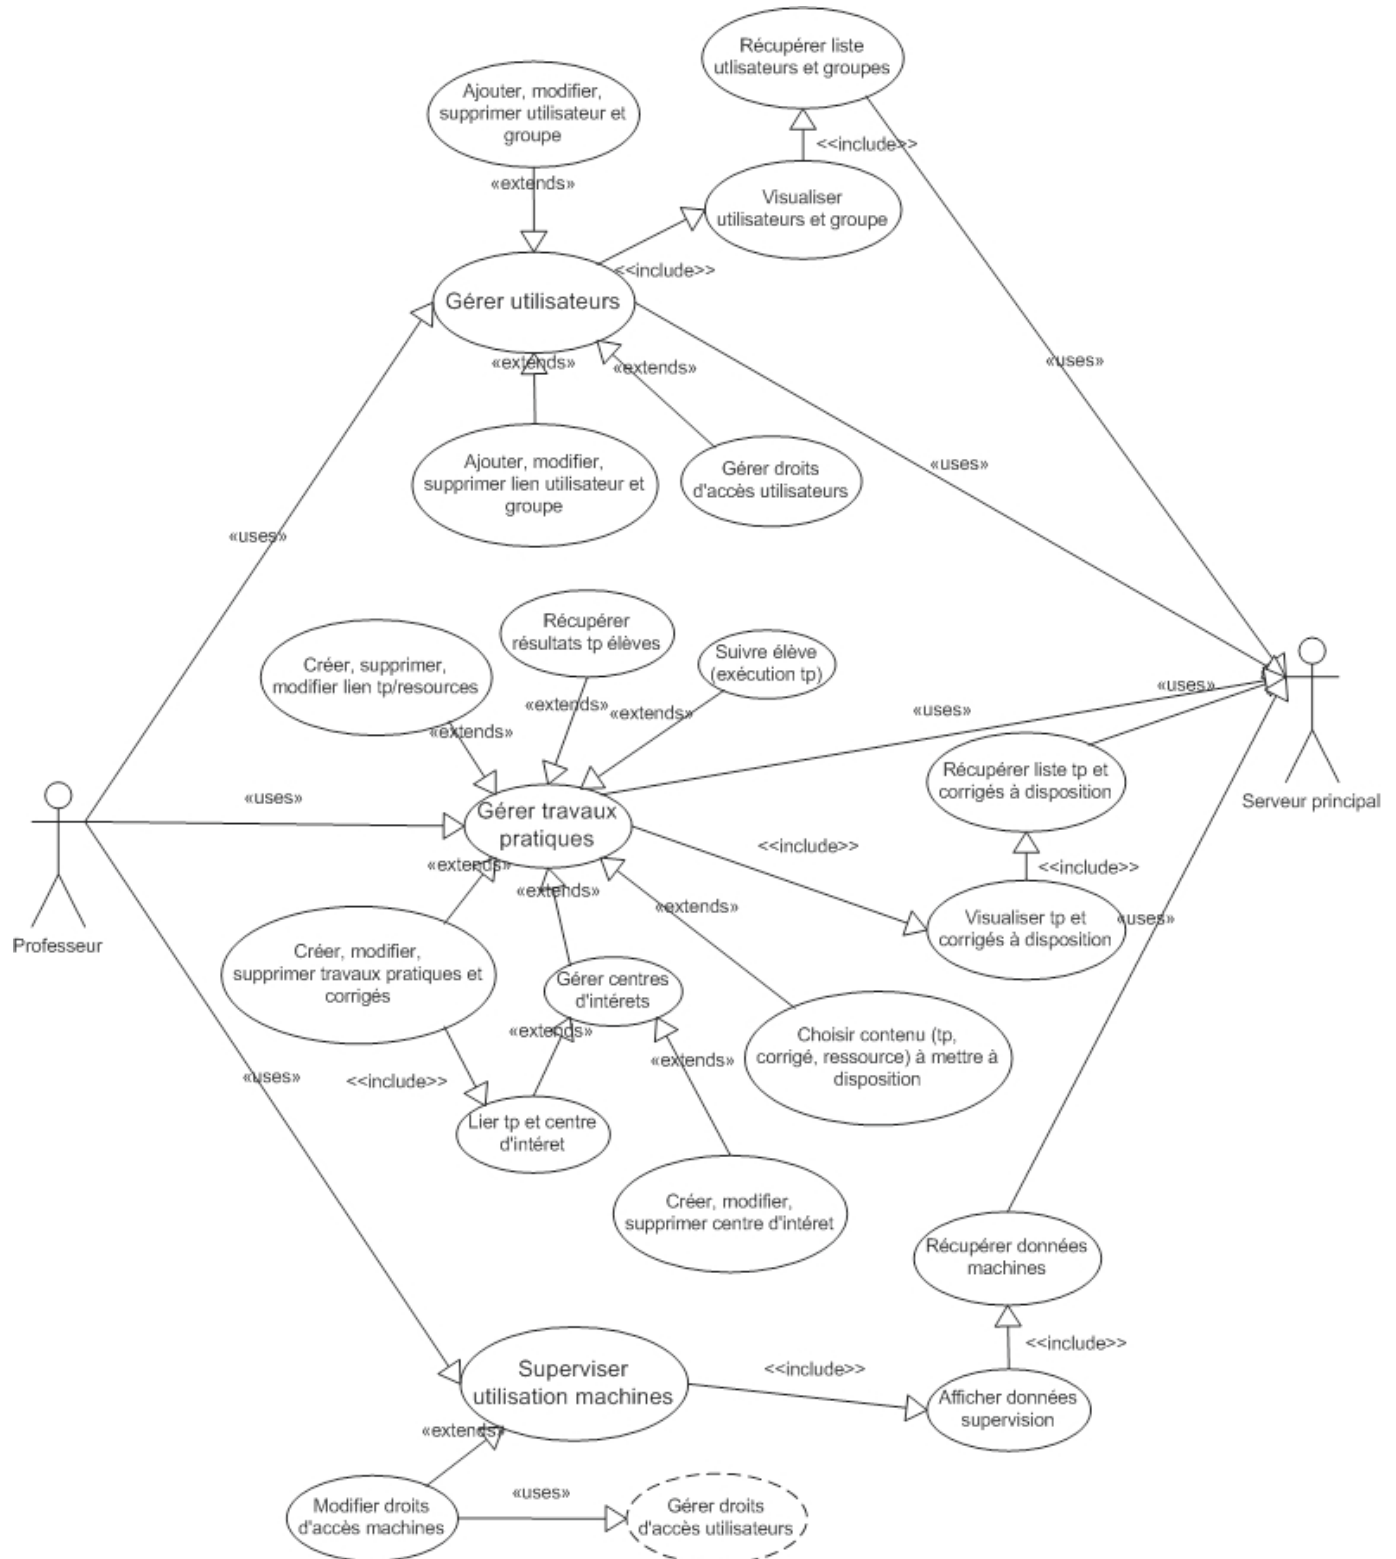 Récupérer liste
utlisateurs et groupes
Ajouter, modifier,
supprimer utilisateur et
groupe
<<include>>
«extends»
Visualiser
utilisateurs et groupe
<<include>>
Gérer utilisateurs
«extends»
«extends»
«uses»
Ajouter, modifier,
supprimer lien utilisateur et
groupe
Gérer droits
d'accès utilisateurs
«uses»
«uses»
Créer, supprimer,
modifier lien tp/resources
Récupérer
résultats tp élèves
Suivre élève
(exécution tp)
«extends»
«extends»
«extends»
«uses»
«uses»
Récupérer liste tp et
corrigés à disposition
Serveur principal
«uses»
Gérer travaux
pratiques
<<include>>
<<include>>
«extends»
«extends»
«extends»
Visualiser tp et
corrigés à disposition
«uses»
Professeur
Créer, modifier,
supprimer travaux pratiques et
corrigés
Gérer centres
d'intérets
«extends»
«extends»
Choisir contenu (tp,
corrigé, ressource) à mettre à
disposition
«uses»
<<include>>
Lier tp et centre
d'intéret
Créer, modifier,
supprimer centre d'intéret
Récupérer données
machines
<<include>>
Superviser
utilisation machines
<<include>>
Afficher données
supervision
«extends»
Modifier droits
d'accès machines
«uses»
Gérer droits
d'accès utilisateurs